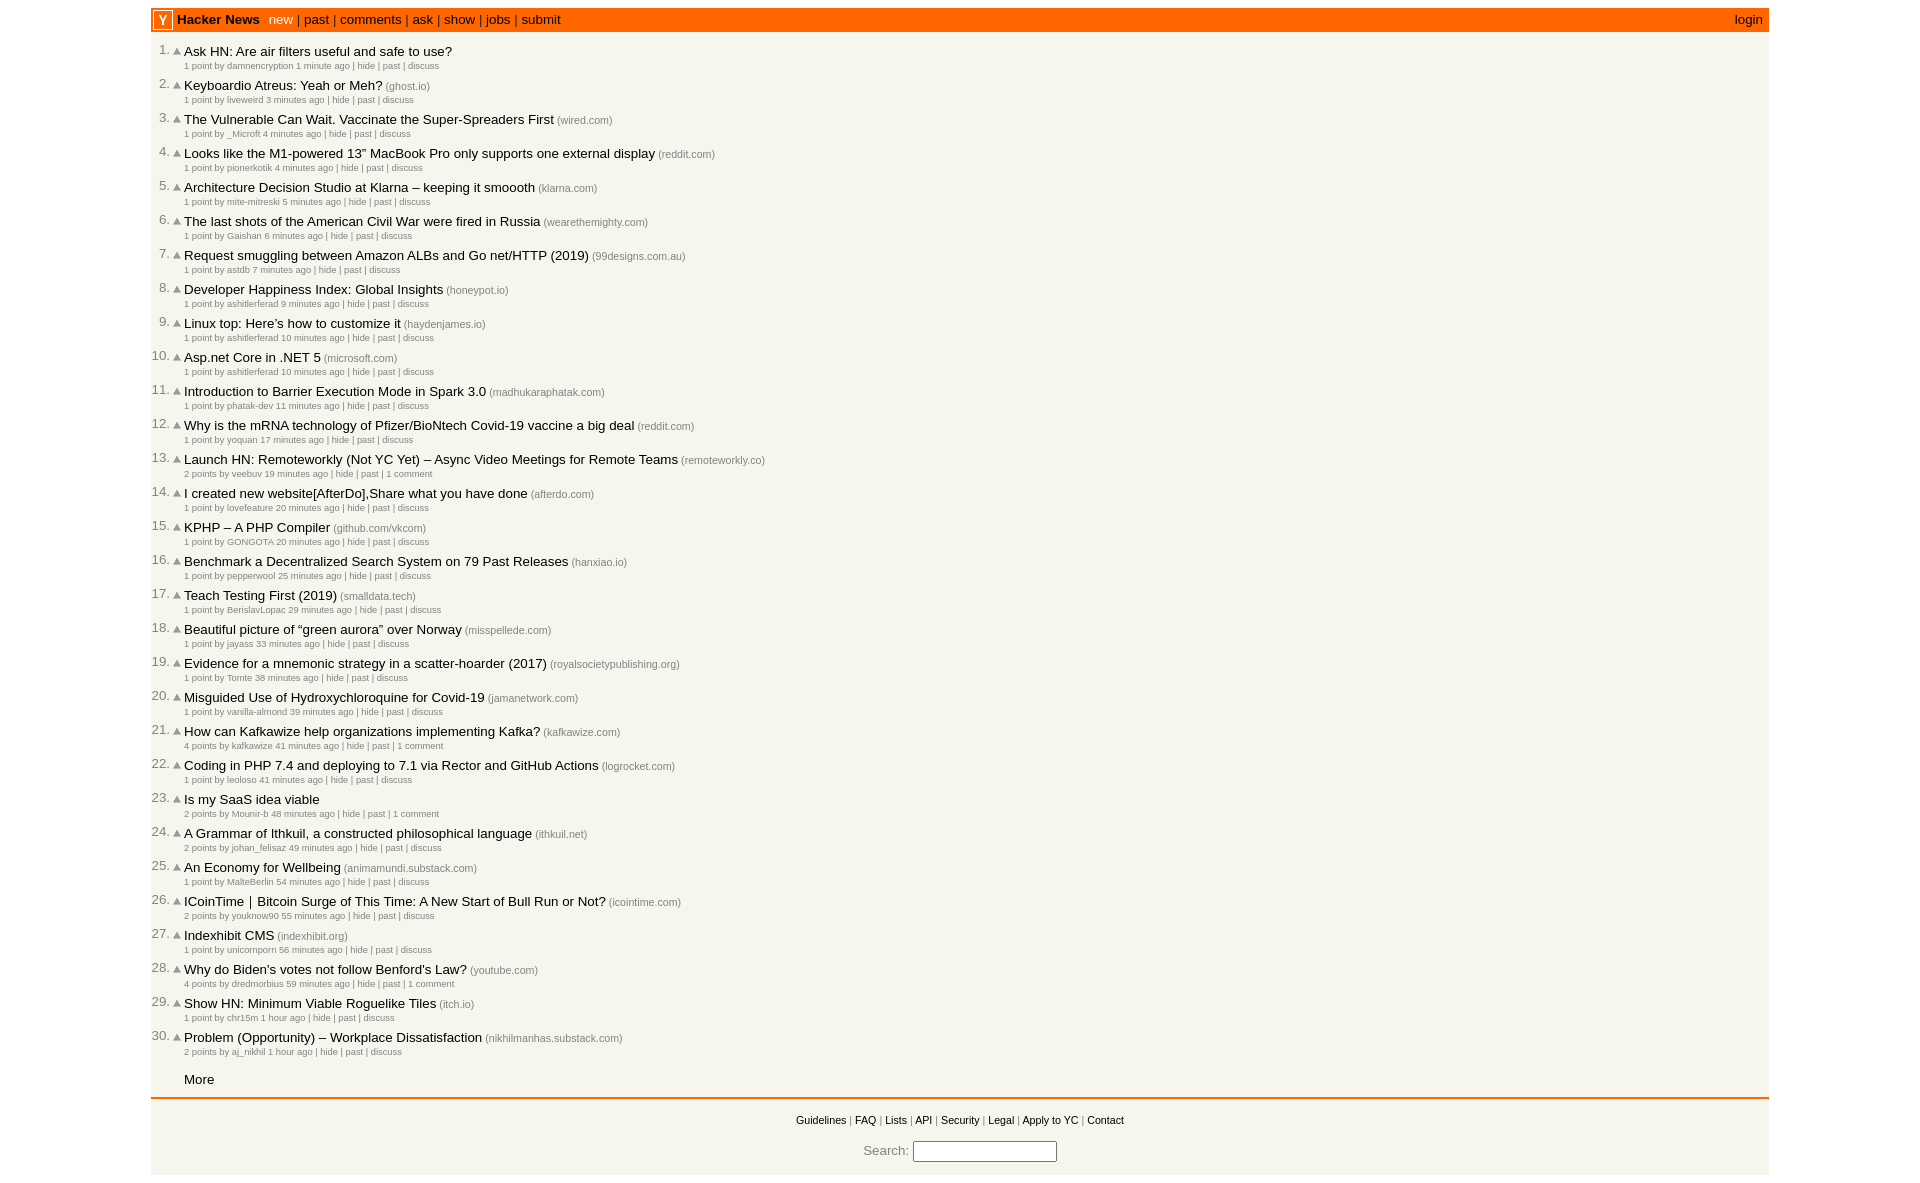 Y Hacker News new | past | comments | ask | show | jobs | submit login
1. Ask HN: Are air filters useful and safe to use?
1 point by damnencryption 1 minute ago | hide | past | discuss
2. Keyboardio Atreus: Yeah or Meh? (ghost.io)
1 point by liveweird 3 minutes ago | hide | past | discuss
3. The Vulnerable Can Wait. Vaccinate the Super-Spreaders First (wired.com)
1 point by _Microft 4 minutes ago | hide | past | discuss
4. Looks like the M1-powered 13” MacBook Pro only supports one external display (reddit.com)
1 point by pionerkotik 4 minutes ago | hide | past | discuss
5. Architecture Decision Studio at Klarna – keeping it smoooth (klarna.com)
1 point by mite-mitreski 5 minutes ago | hide | past | discuss
6. The last shots of the American Civil War were fired in Russia (wearethemighty.com)
1 point by Gaishan 6 minutes ago | hide | past | discuss
7. Request smuggling between Amazon ALBs and Go net/HTTP (2019) (99designs.com.au)
1 point by astdb 7 minutes ago | hide | past | discuss
8. Developer Happiness Index: Global Insights (honeypot.io)
1 point by ashitlerferad 9 minutes ago | hide | past | discuss
9. Linux top: Here’s how to customize it (haydenjames.io)
1 point by ashitlerferad 10 minutes ago | hide | past | discuss
10. Asp.net Core in .NET 5 (microsoft.com)
1 point by ashitlerferad 10 minutes ago | hide | past | discuss
11. Introduction to Barrier Execution Mode in Spark 3.0 (madhukaraphatak.com)
1 point by phatak-dev 11 minutes ago | hide | past | discuss
12. Why is the mRNA technology of Pfizer/BioNtech Covid-19 vaccine a big deal (reddit.com)
1 point by yoquan 17 minutes ago | hide | past | discuss
13. Launch HN: Remoteworkly (Not YC Yet) – Async Video Meetings for Remote Teams (remoteworkly.co)
2 points by veebuv 19 minutes ago | hide | past | 1 comment
14. I created new website[AfterDo],Share what you have done (afterdo.com)
1 point by lovefeature 20 minutes ago | hide | past | discuss
15. KPHP – A PHP Compiler (github.com/vkcom)
1 point by GONGOTA 20 minutes ago | hide | past | discuss
16. Benchmark a Decentralized Search System on 79 Past Releases (hanxiao.io)
1 point by pepperwool 25 minutes ago | hide | past | discuss
17. Teach Testing First (2019) (smalldata.tech)
1 point by BerislavLopac 29 minutes ago | hide | past | discuss
18. Beautiful picture of “green aurora” over Norway (misspellede.com)
1 point by jayass 33 minutes ago | hide | past | discuss
19. Evidence for a mnemonic strategy in a scatter-hoarder (2017) (royalsocietypublishing.org)
1 point by Tomte 38 minutes ago | hide | past | discuss
20. Misguided Use of Hydroxychloroquine for Covid-19 (jamanetwork.com)
1 point by vanilla-almond 39 minutes ago | hide | past | discuss
21. How can Kafkawize help organizations implementing Kafka? (kafkawize.com)
4 points by kafkawize 41 minutes ago | hide | past | 1 comment
22. Coding in PHP 7.4 and deploying to 7.1 via Rector and GitHub Actions (logrocket.com)
1 point by leoloso 41 minutes ago | hide | past | discuss
23. Is my SaaS idea viable
2 points by Mounir-b 48 minutes ago | hide | past | 1 comment
24. A Grammar of Ithkuil, a constructed philosophical language (ithkuil.net)
2 points by johan_felisaz 49 minutes ago | hide | past | discuss
25. An Economy for Wellbeing (animamundi.substack.com)
1 point by MalteBerlin 54 minutes ago | hide | past | discuss
26. ICoinTime｜Bitcoin Surge of This Time: A New Start of Bull Run or Not? (icointime.com)
2 points by youknow90 55 minutes ago | hide | past | discuss
27. Indexhibit CMS (indexhibit.org)
1 point by unicornporn 56 minutes ago | hide | past | discuss
28. Why do Biden's votes not follow Benford's Law? (youtube.com)
4 points by dredmorbius 59 minutes ago | hide | past | 1 comment
29. Show HN: Minimum Viable Roguelike Tiles (itch.io)
1 point by chr15m 1 hour ago | hide | past | discuss
30. Problem (Opportunity) – Workplace Dissatisfaction (nikhilmanhas.substack.com)
2 points by aj_nikhil 1 hour ago | hide | past | discuss
More
Guidelines | FAQ | Lists | API | Security | Legal | Apply to YC | Contact
Search: